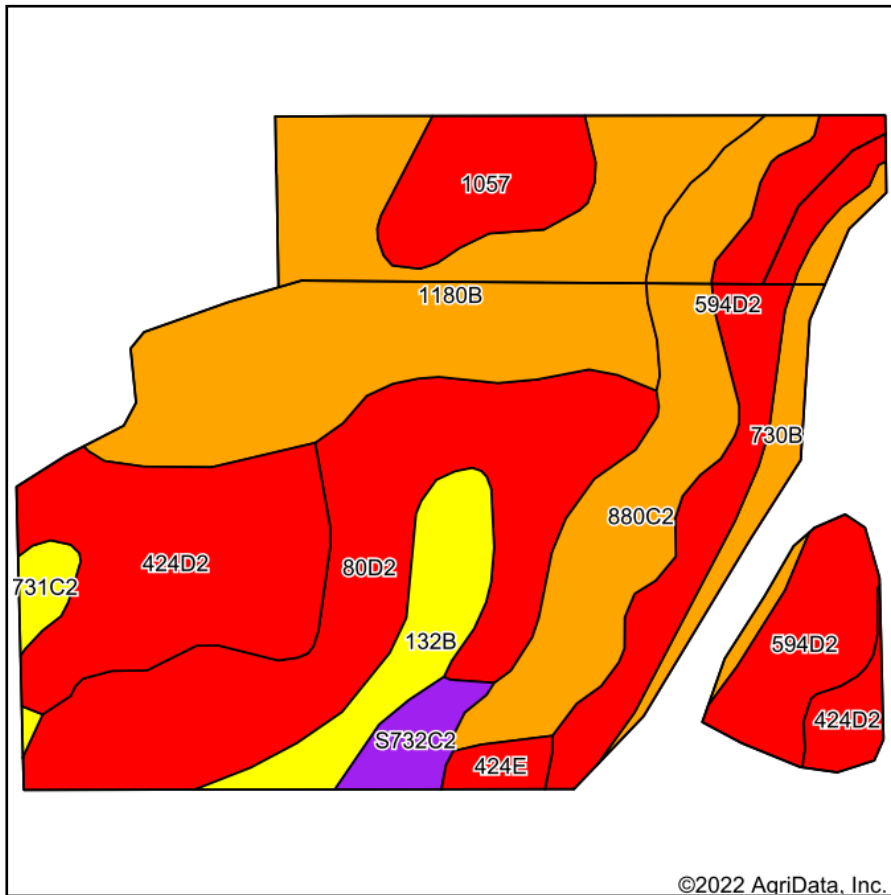 1057
1180B
594D2
730B
880C2
424D2
80D2
731C2
132B
594D2
424D2
S732C2
424E
©2022 AgriData, Inc.